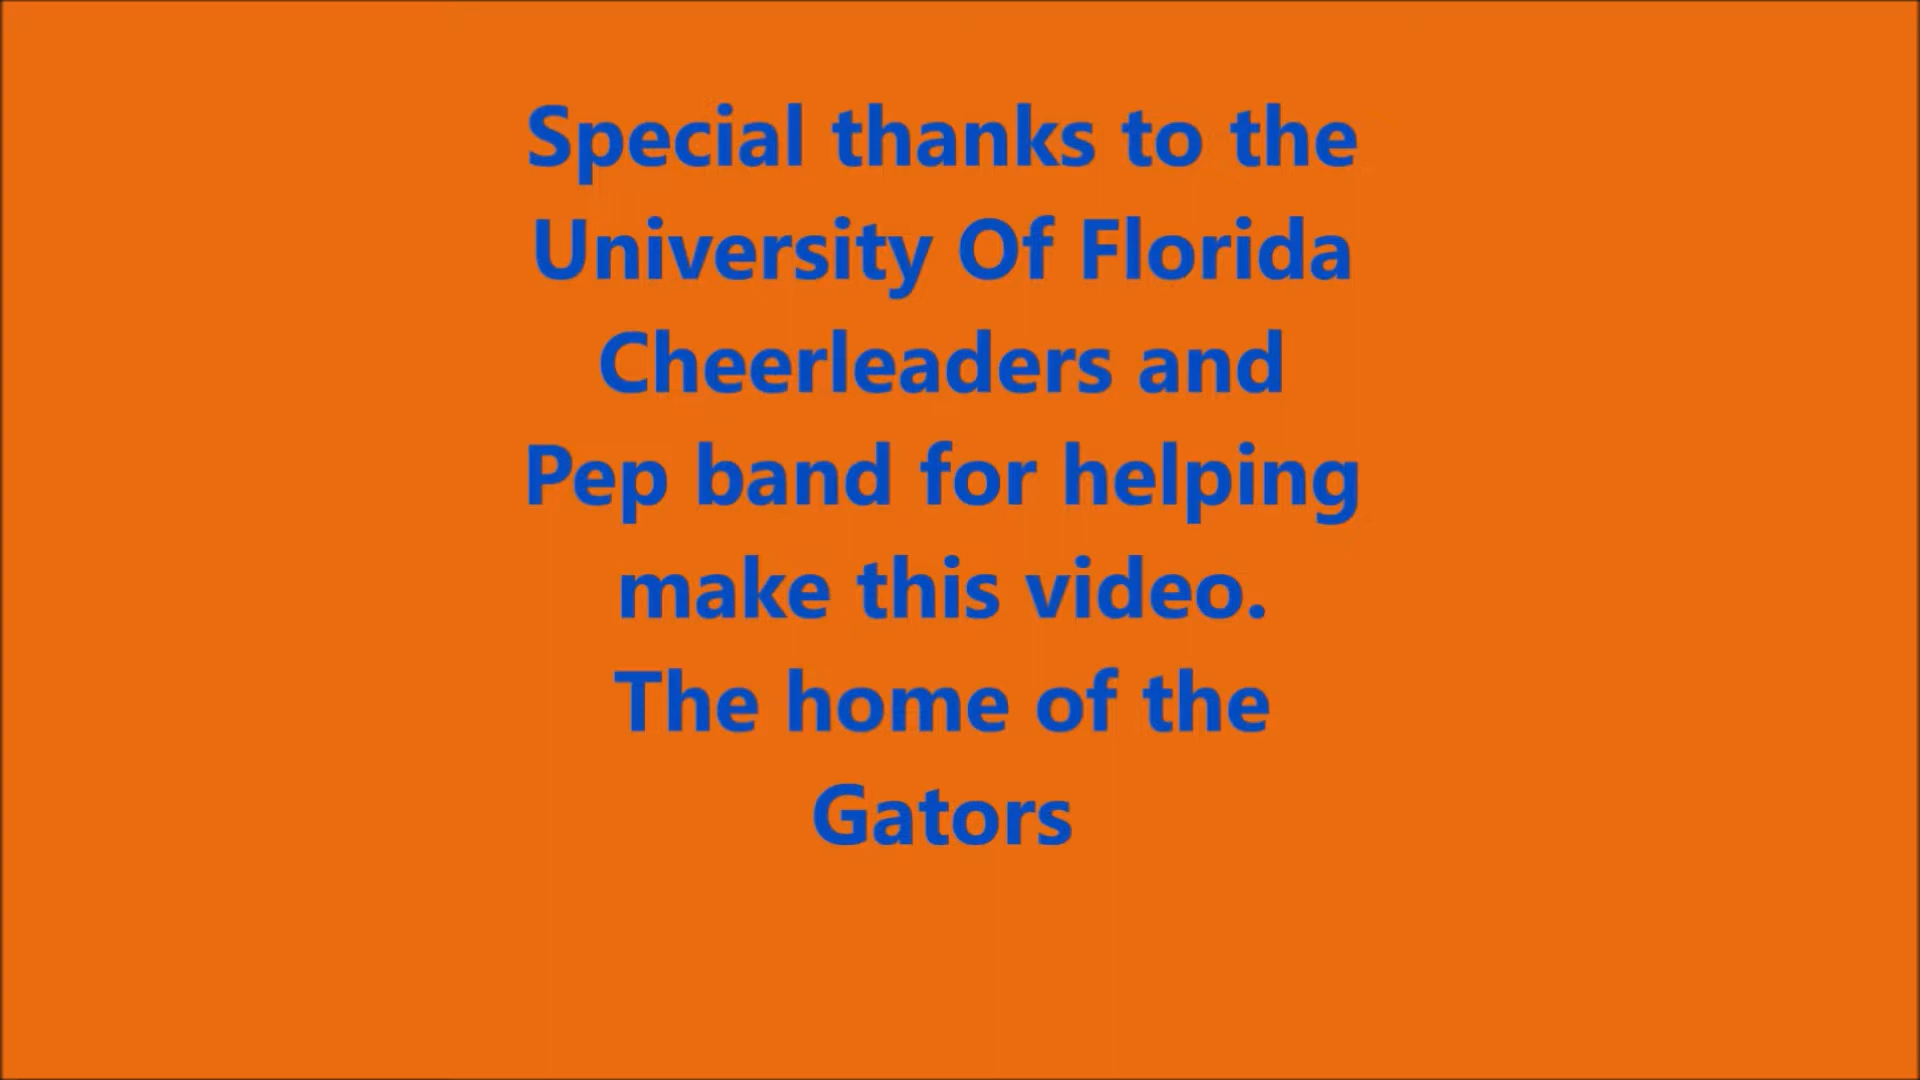 Special thanks to the
University Of Florida
Cheerleaders and
Pep band for helping
make this video.
The home of the
Gators